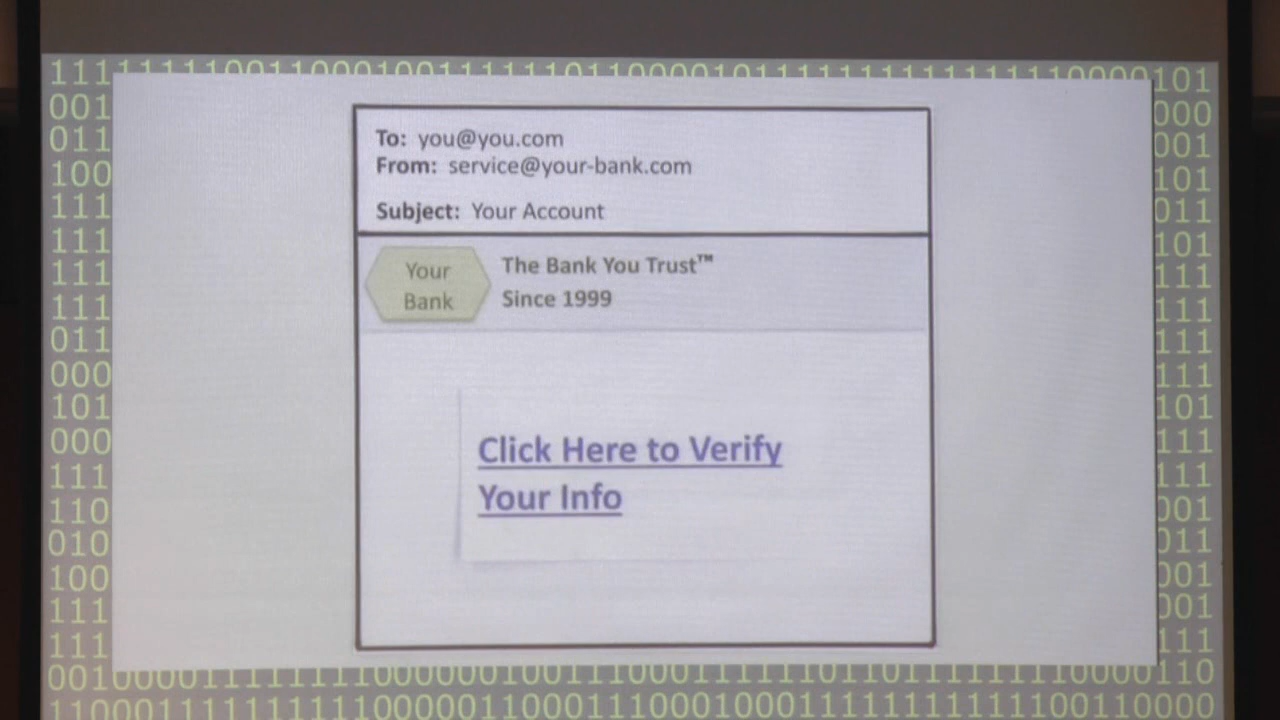 To: you@you.com
From: service@your-bank.com
Subject: Your Account
Your
Bank
The Bank You Trust™
Since 1999
Click Here to Verify
Your Info